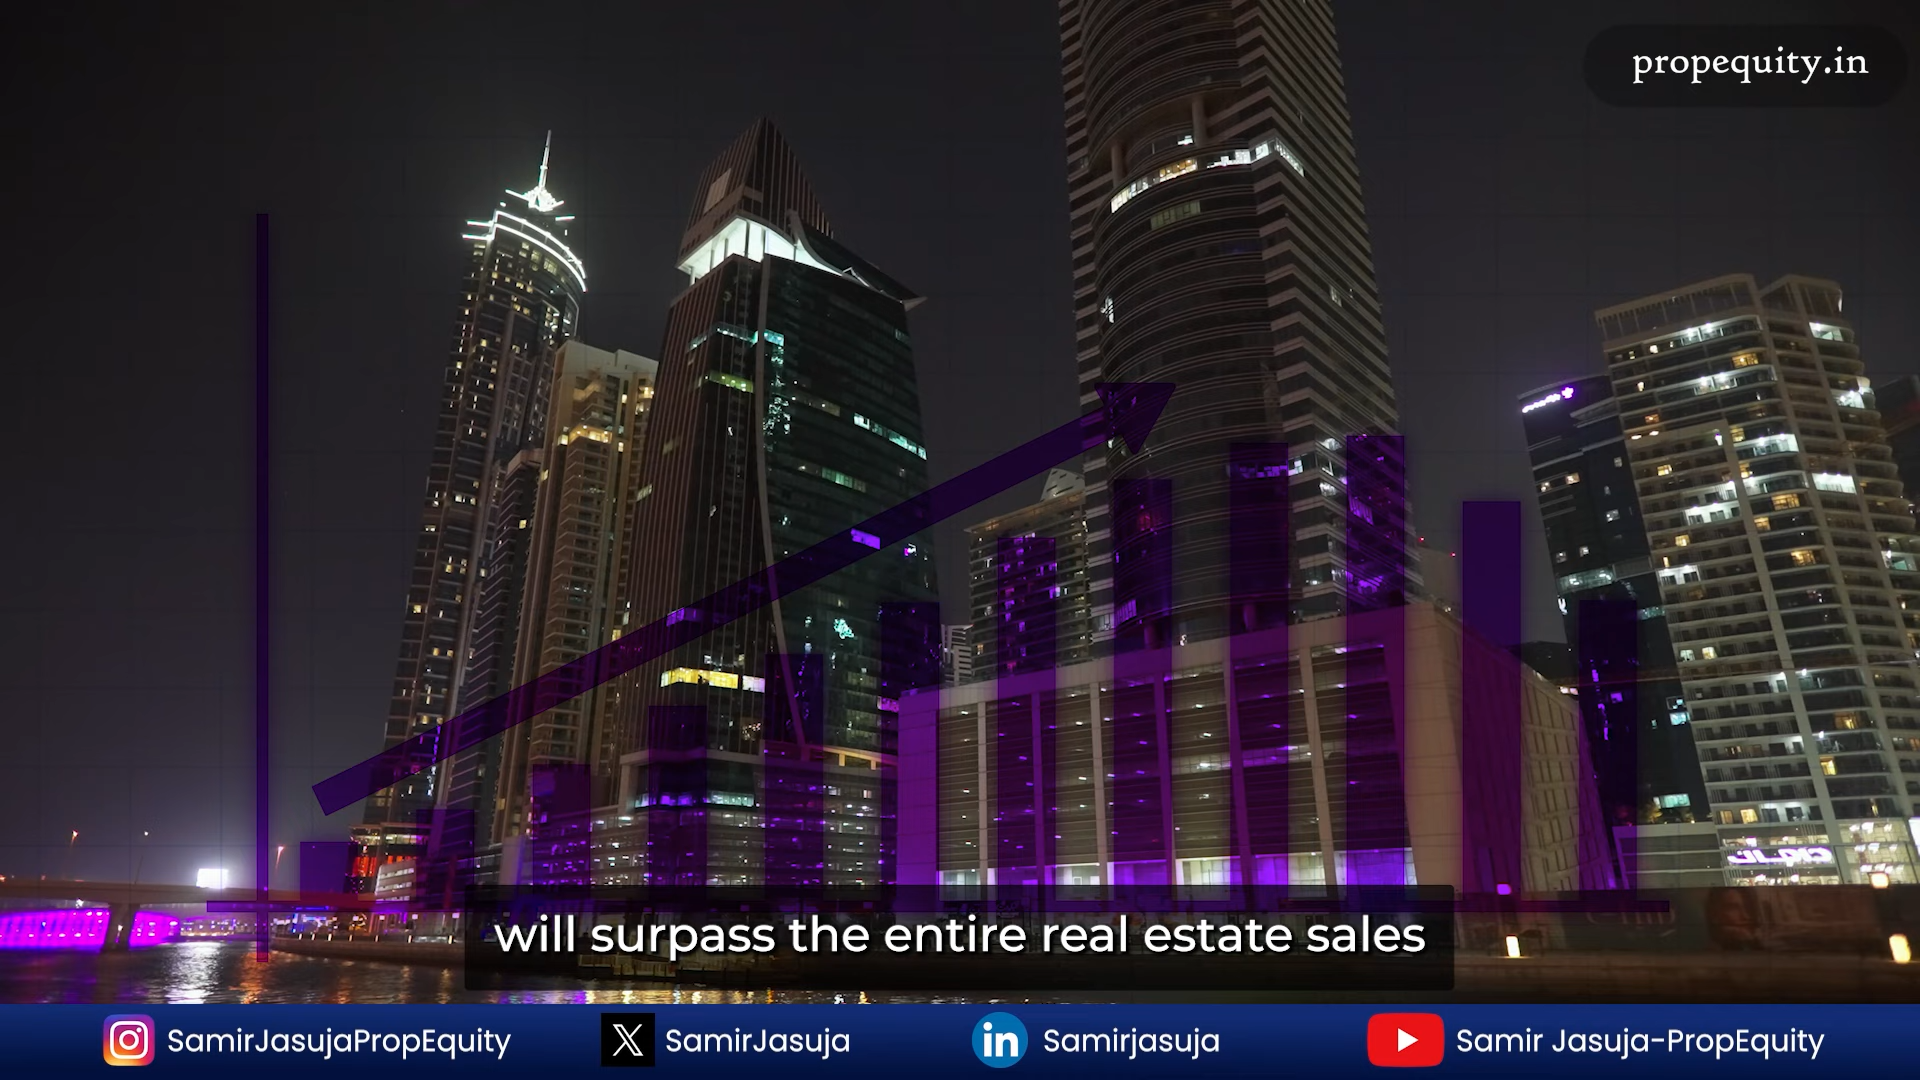 propequity.in
will surpass the entire real estate sales
SamirJasujaPropEquity
SamirJasuja
Samirjasuja
Samir Jasuja-PropEquity